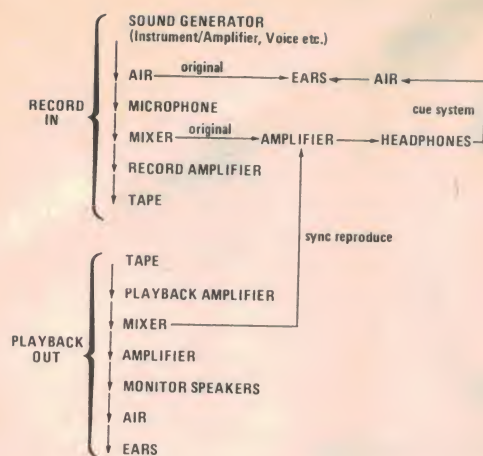 SOUND GENERATOR
(Instrument/Amplifier, Voice etc.)
AIR original EARS AIR
RECORD IN
MICROPHONE
cue system
MIXER original AMPLIFIER HEADPHONES
RECORD AMPLIFIER
TAPE
sync reproduce
TAPE
PLAYBACK AMPLIFIER
MIXER
PLAYBACK OUT
AMPLIFIER
MONITOR SPEAKERS
AIR
EARS